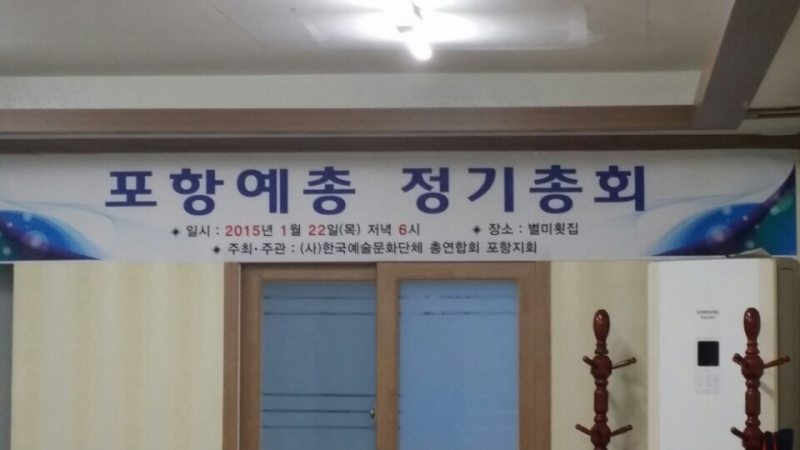 포항예총 정기총회
일시 : 2015년 1월 22일(목) 저녁 6시 장소 : 별미횟집
주최·주관 : (사)한국예술문화단체 총연합회 포항지회
SAMSUNG